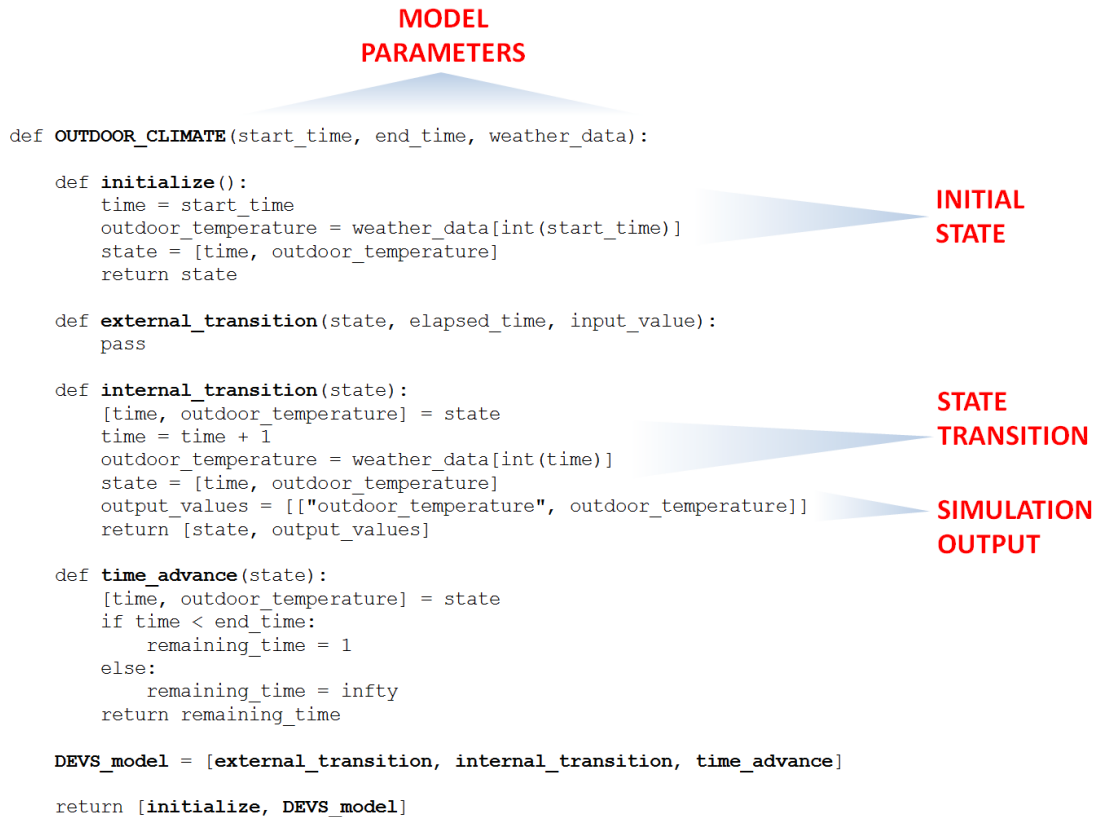 MODEL
PARAMETERS
def OUTDOOR_CLIMATE(start_time, end_time, weather_data):
def initialize():
time = start_time
outdoor_temperature = weather_data[int(start_time)]
state = [time, outdoor_temperature]
return state
INITIAL
STATE
def external_transition(state, elapsed_time, input_value):
pass
def internal_transition(state):
[time, outdoor_temperature] = state
time = time + 1
outdoor_temperature = weather_data[int(time)]
state = [time, outdoor_temperature]
output_values = [["outdoor_temperature", outdoor_temperature]]
return [state, output_values]
STATE
TRANSITION
SIMULATION
OUTPUT
def time_advance(state):
[time, outdoor_temperature] = state
if time < end_time:
remaining_time = 1
else:
remaining_time = infty
return remaining_time
DEVS_model = [external_transition, internal_transition, time_advance]
return [initialize, DEVS_model]